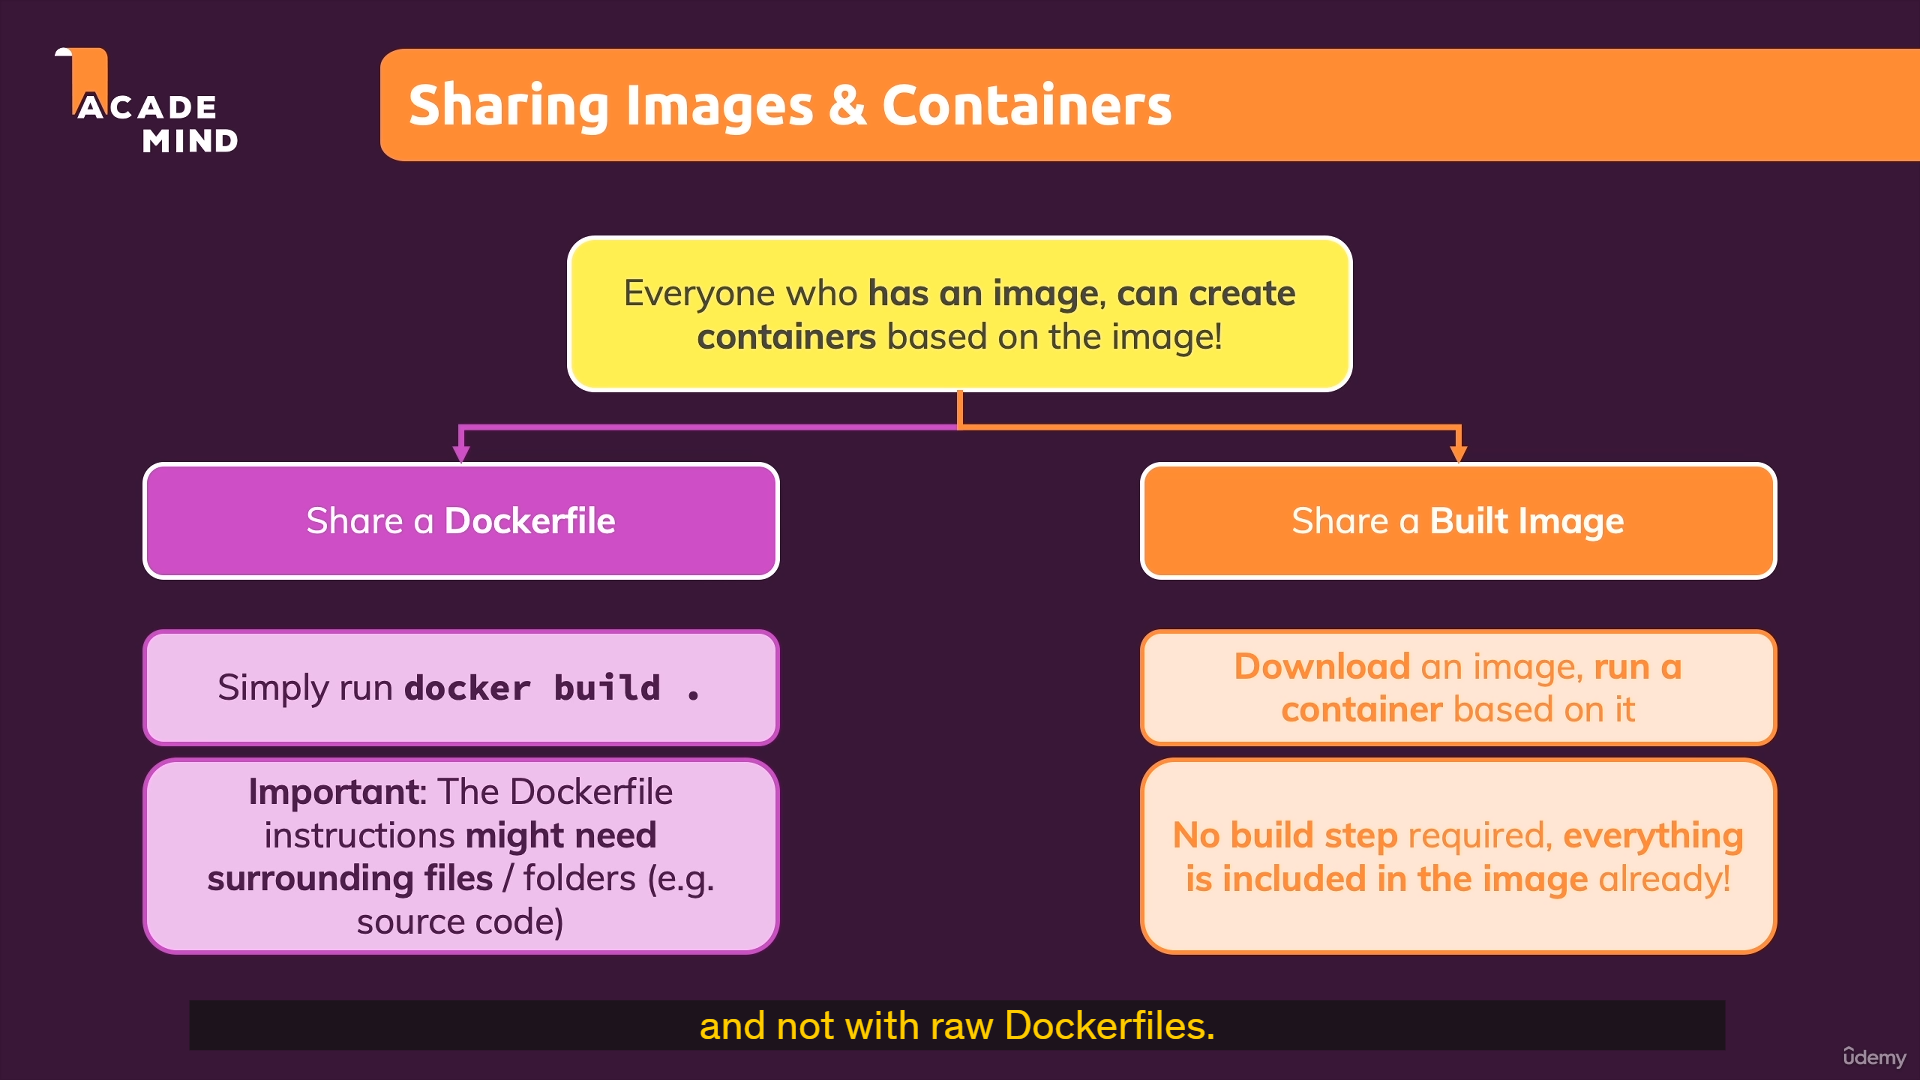 ACADE
MIND
Sharing Images & Containers
Everyone who has an image, can create
containers based on the image!
Share a Dockerfile
Share a Built Image
Simply run docker build .
Download an image, run a
container based on it
Important: The Dockerfile
instructions might need
surrounding files / folders (e.g.
source code)
No build step required, everything
is included in the image already!
and not with raw Dockerfiles.
ûdemy